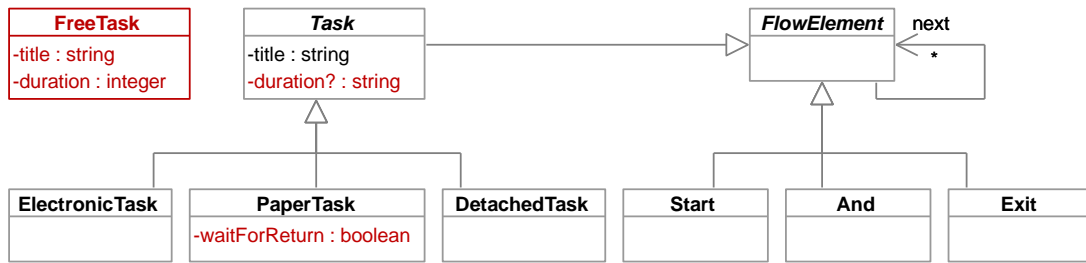 FreeTask
-title : string
-duration : integer
Task
-title : string
-duration? : string
FlowElement
next
*
ElectronicTask
PaperTask
-waitForReturn : boolean
DetachedTask
Start
And
Exit